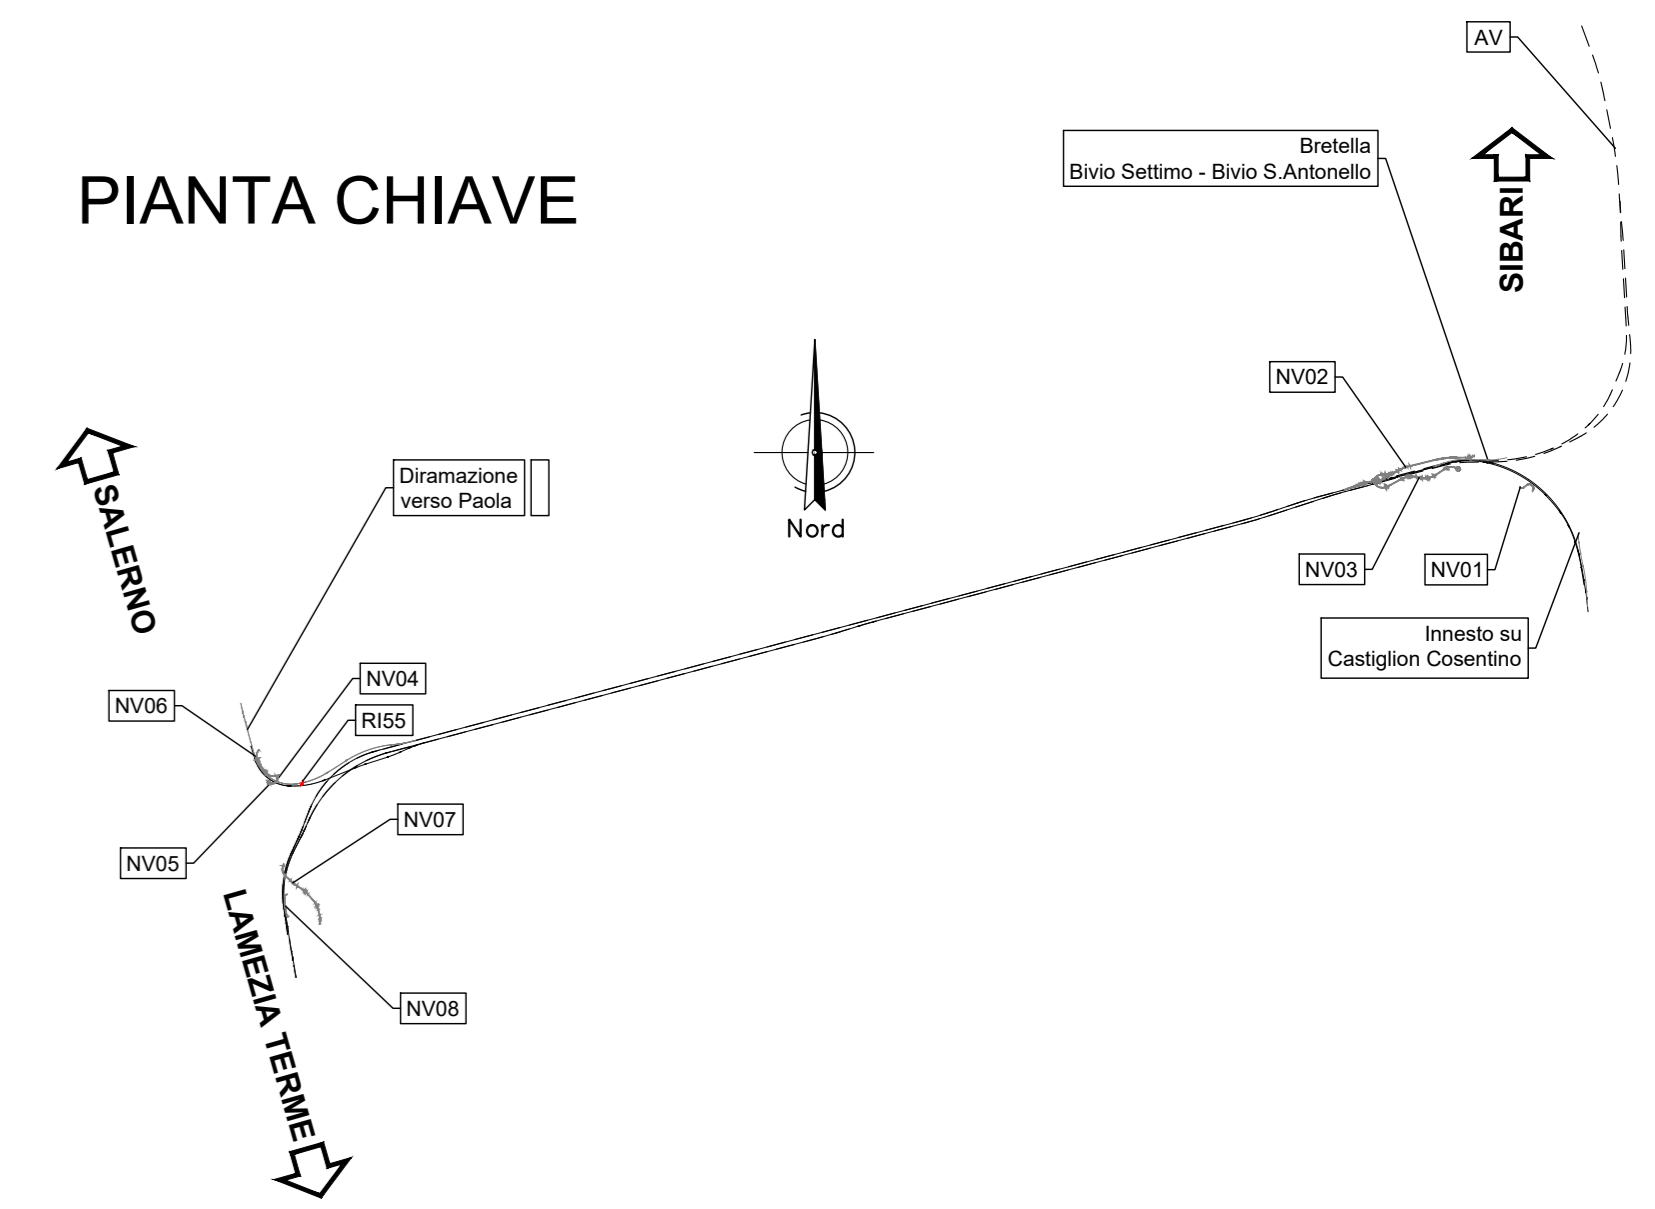 AV
Bretella
Bivio Settimo - Bivio S.Antonello
PIANTA CHIAVE
SIBARI
NV02
SALERNO
Diramazione
verso Paola
Nord
NV03
NV01
Innesto su
Castiglion Cosentino
NV04
NV06
RI55
NV07
NV05
LAMEZIA TERME
NV08